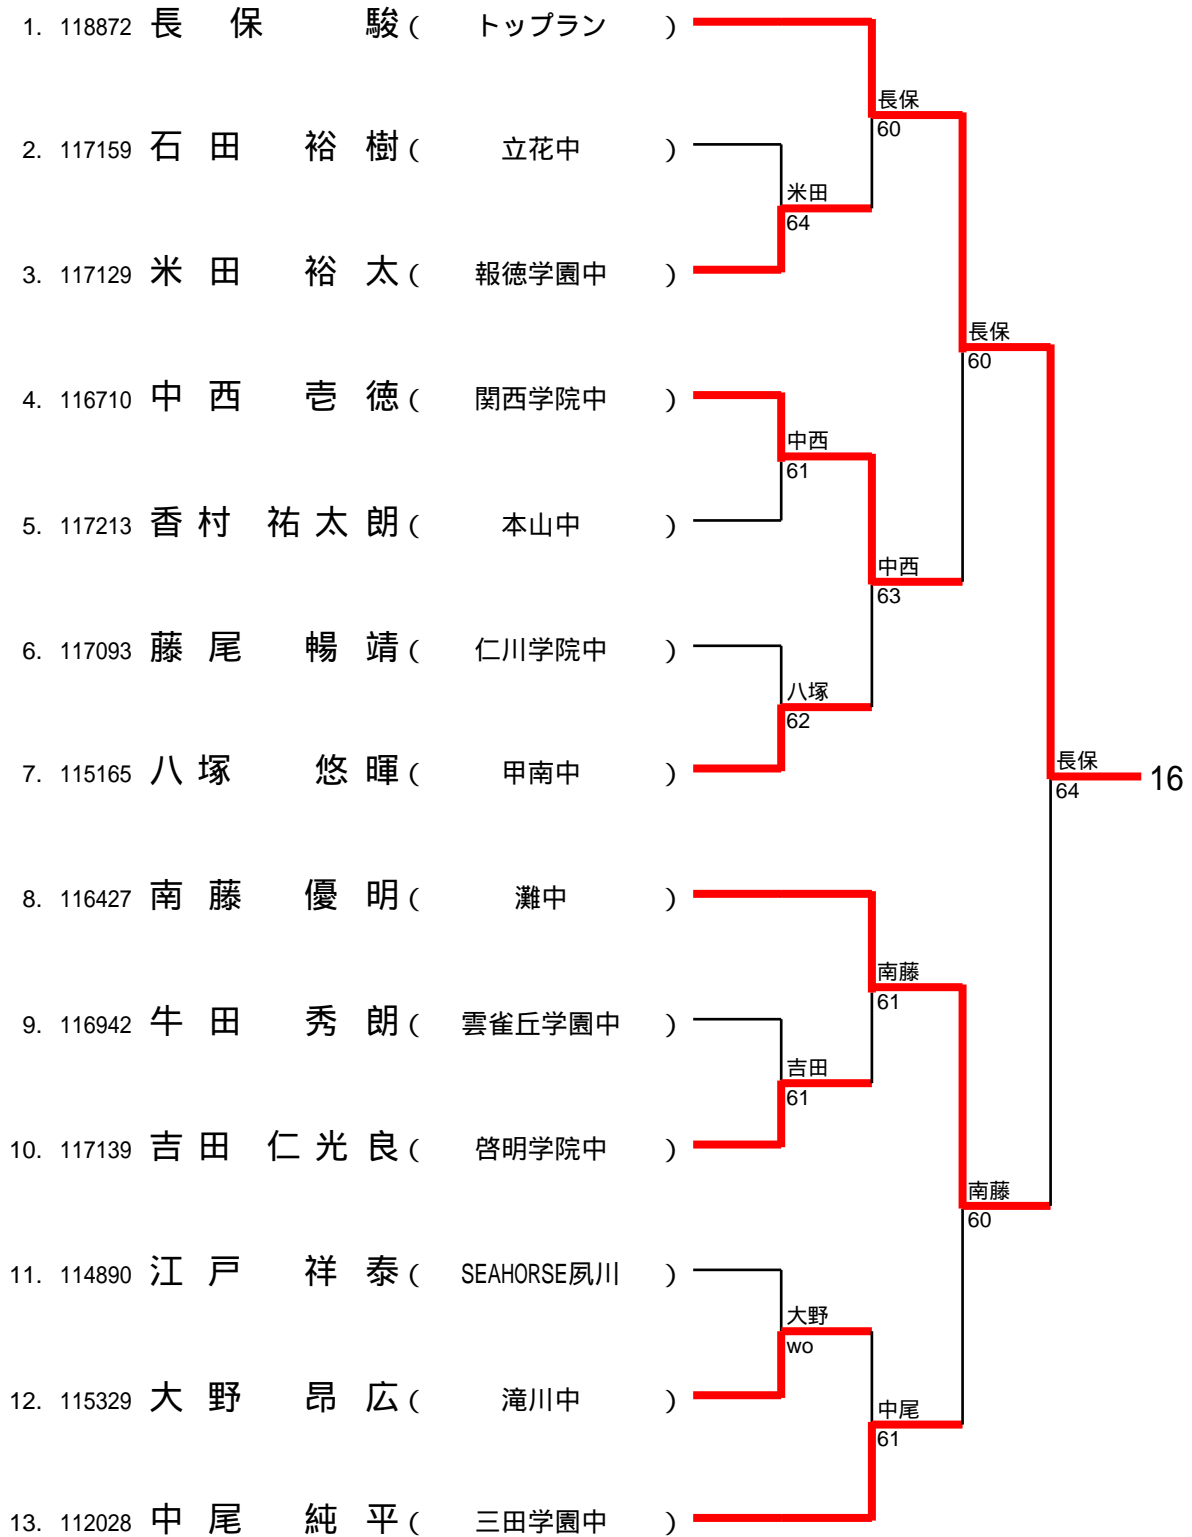 1. 118872 長 保 駿 ( トップラン )
長保
60
2. 117159 石 田 裕 樹 ( 立花中 )
米田
64
3. 117129 米 田 裕 太 ( 報徳学園中 )
長保
60
4. 116710 中 西 壱 徳 ( 関西学院中 )
中西
61
5. 117213 香 村 祐 太 朗 ( 本山中 )
中西
63
6. 117093 藤 尾 暢 靖 ( 仁川学院中 )
八塚
62
7. 115165 八 塚 悠 暉 ( 甲南中 )
長保
64
16
8. 116427 南 藤 優 明 ( 灘中 )
南藤
61
9. 116942 牛 田 秀 朗 ( 雲雀丘学園中 )
吉田
61
10. 117139 吉 田 仁 光 良 ( 啓明学院中 )
南藤
60
11. 114890 江 戸 祥 泰 ( SEAHORSE夙川 )
大野
wo
12. 115329 大 野 昂 広 ( 滝川中 )
中尾
61
13. 112028 中 尾 純 平 ( 三田学園中 )